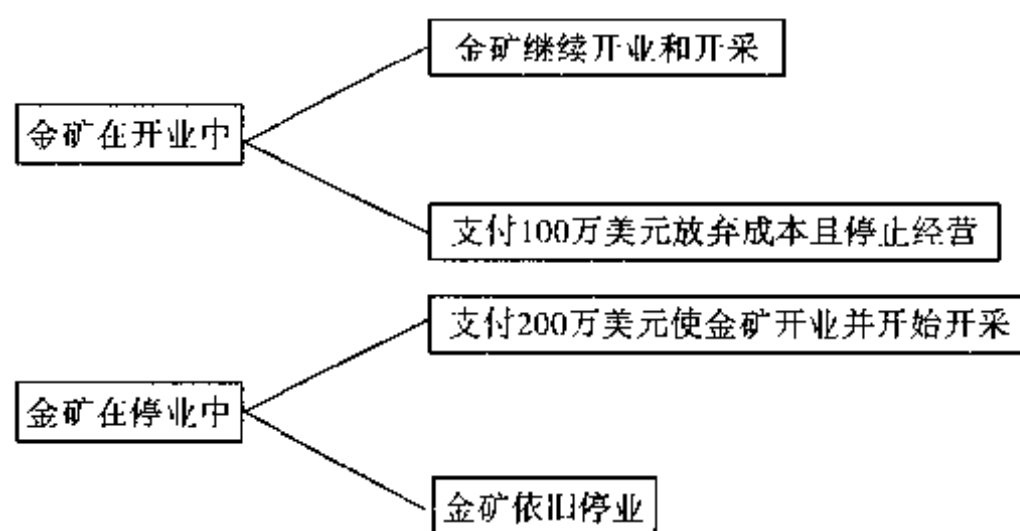 金矿继续开业和开采
金矿在开业中
支付100万美元放弃成本且停止经营
支付200万美元使金矿开业并开始开采
金矿在停业中
金矿依旧停业